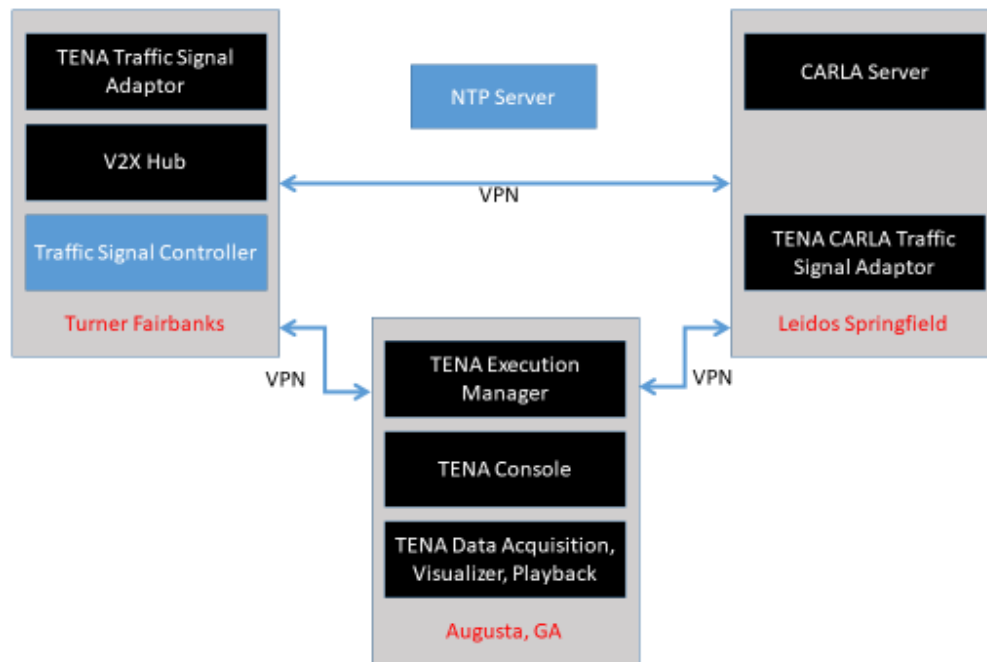 TENA Traffic Signal
Adaptor
V2X Hub
Traffic Signal Controller
Turner Fairbanks
NTP Server
VPN
CARLA Server
TENA CARLA Traffic
Signal Adaptor
Leidos Springfield
VPN
VPN
TENA Execution
Manager
TENA Console
TENA Data Acquisition,
Visualizer, Playback
Augusta, GA